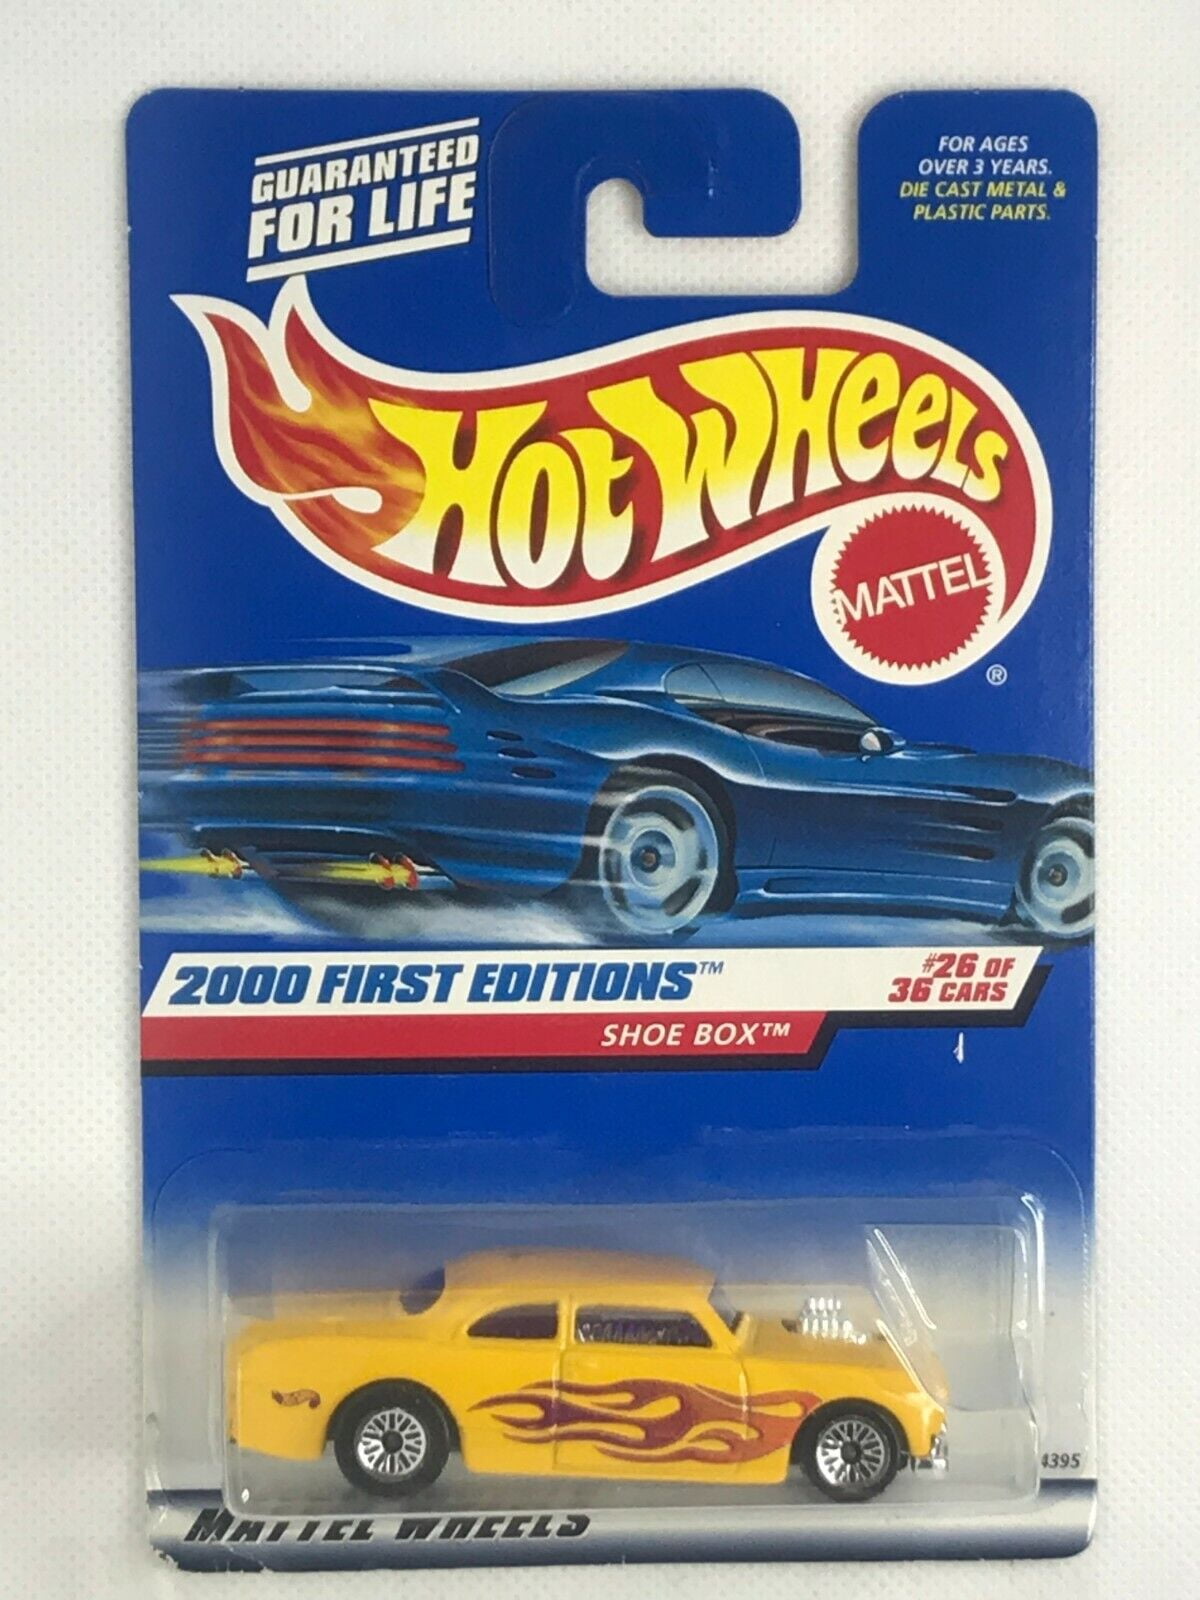 GUARANTEED
FOR LIFE
FOR AGES
OVER 3 YEARS.
DIE CAST METAL &
PLASTIC PARTS.
HOT WHEELS
MATTEL
®
2000 FIRST EDITIONS™
#26 OF
36 CARS
SHOE BOX™
4395
MATTEL WHEELS